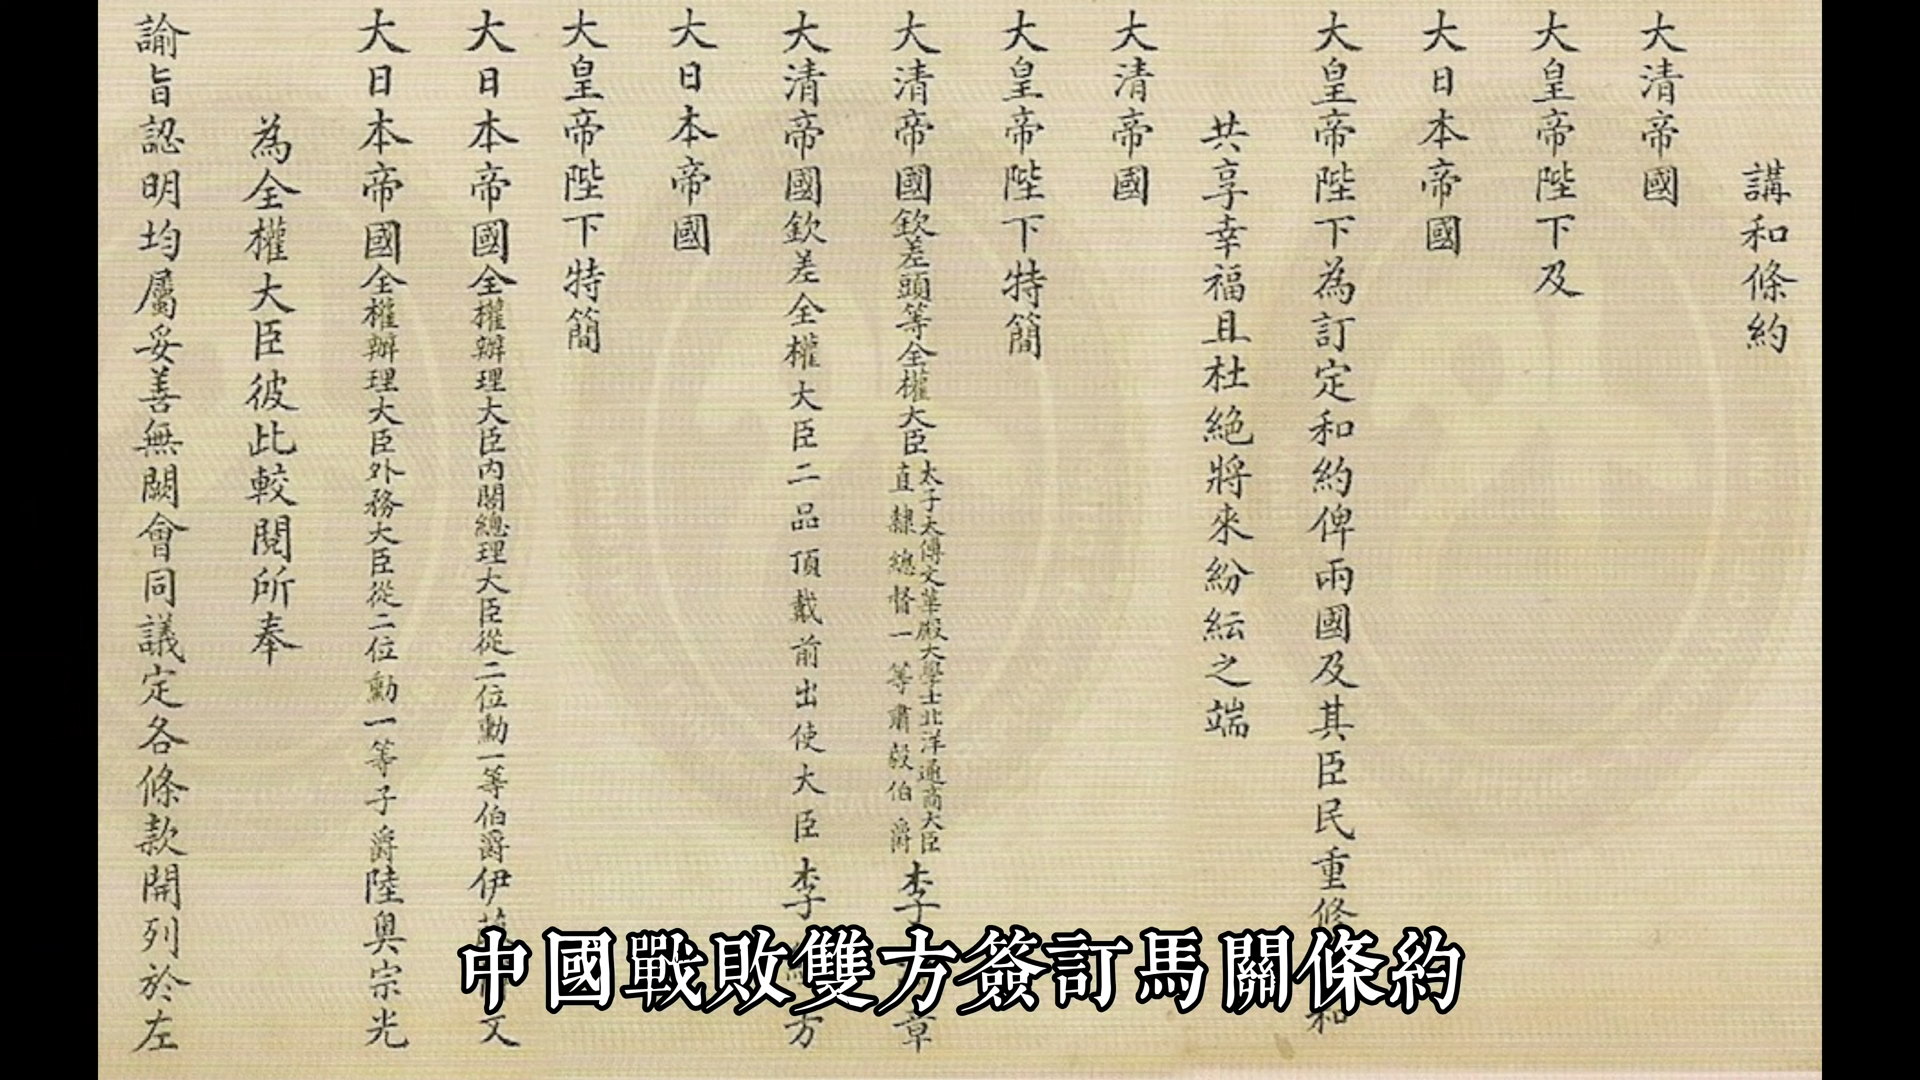 講和條約
大清帝國
大皇帝陛下及
大日本帝國
大皇帝陛下為訂定和約俾兩國及其臣民重修和
共享幸福且杜絕將來紛紜之端
大清帝國
大皇帝陛下特簡
大清帝國欽差頭等全權大臣太子太傅文華殿大學士北洋通商大臣直隸總督一等肅毅伯爵李章
大清帝國欽差全權大臣二品頂戴前出使大臣李方
大日本帝國
大皇帝陛下特簡
大日本帝國全權辦理大臣內閣總理大臣從二位勳一等伯爵伊文
大日本帝國全權辦理大臣外務大臣從二位勳一等子爵陸奥宗光
為全權大臣彼此較閱所奉
諭旨認明均屬妥善無闕會同議定各條款開列於左
中國戰敗雙方簽訂馬關條約